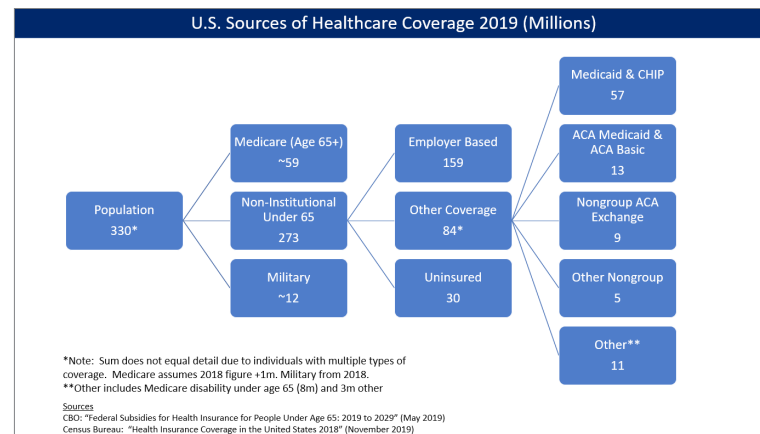 U.S. Sources of Healthcare Coverage 2019 (Millions)
Population
330*
Medicare (Age 65+)
~59
Non-Institutional
Under 65
273
Military
~12
Employer Based
159
Other Coverage
84*
Uninsured
30
Medicaid & CHIP
57
ACA Medicaid &
ACA Basic
13
Nongroup ACA
Exchange
9
Other Nongroup
5
Other**
11
*Note:  Sum does not equal detail due to individuals with multiple types of
coverage.  Medicare assumes 2018 figure +1m. Military from 2018.
**Other includes Medicare disability under age 65 (8m) and 3m other
Sources
CBO: “Federal Subsidies for Health Insurance for People Under Age 65: 2019 to 2029” (May 2019)
Census Bureau:  “Health Insurance Coverage in the United States 2018” (November 2019)